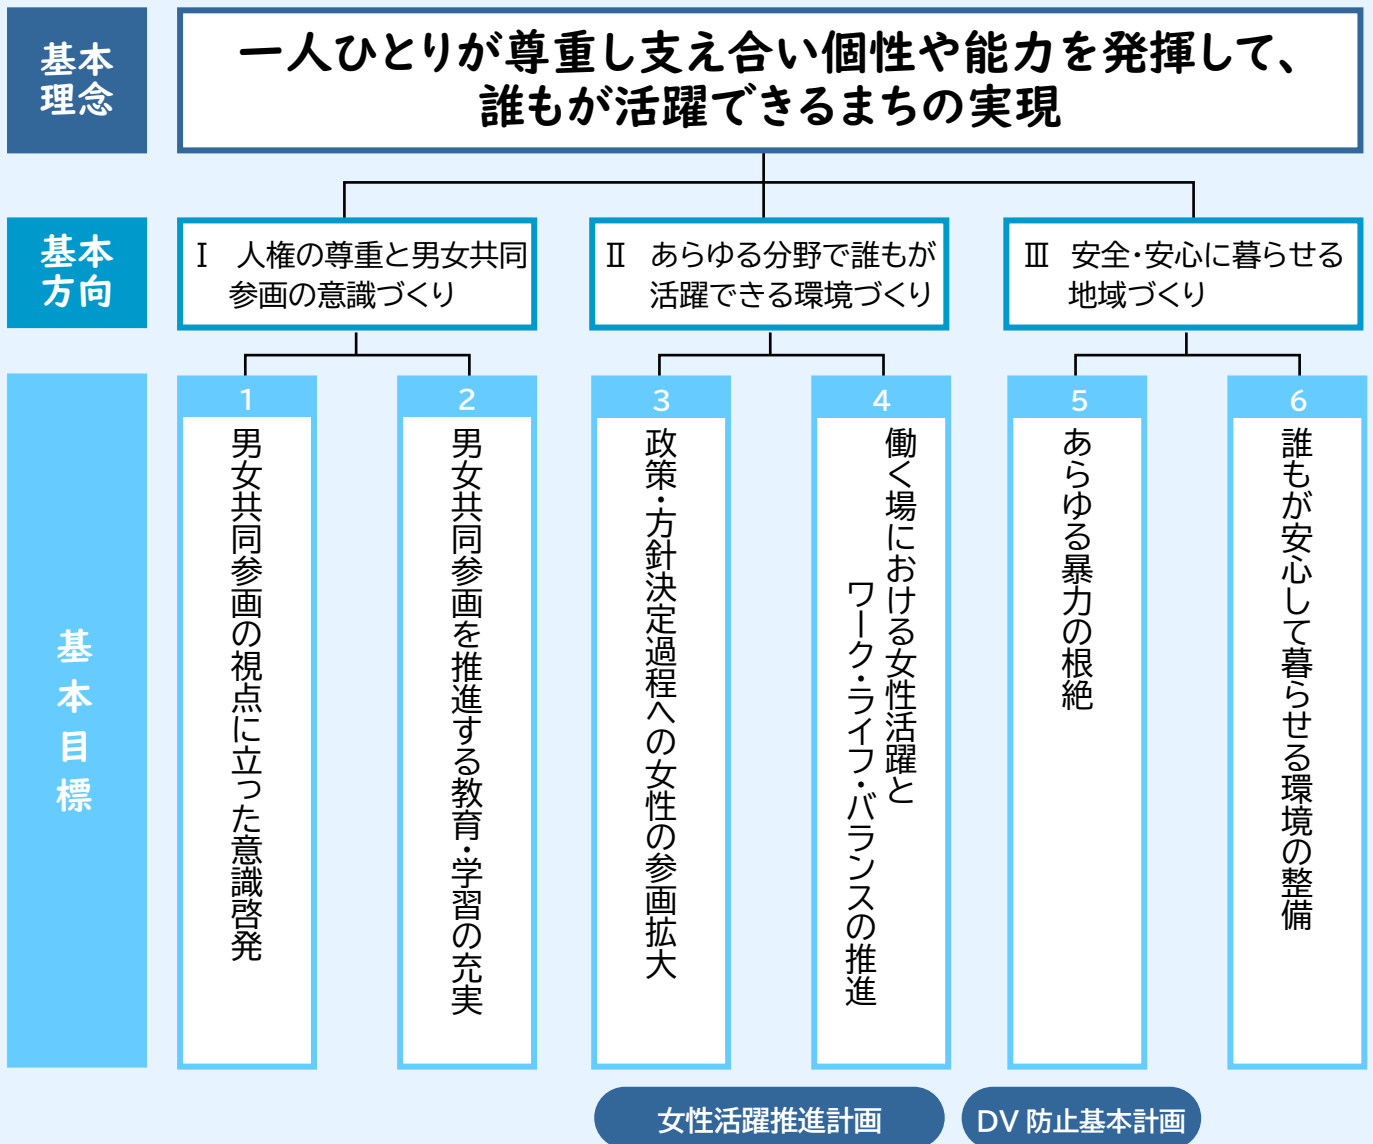 基本
理念
一人ひとりが尊重し支え合い個性や能力を発揮して、
誰もが活躍できるまちの実現
基本
方向
Ⅰ 人権の尊重と男女共同
参画の意識づくり
Ⅱ あらゆる分野で誰もが
活躍できる環境づくり
Ⅲ 安全・安心に暮らせる
地域づくり
基本目標
1
男女共同参画の視点に立った意識啓発
2
男女共同参画を推進する教育・学習の充実
3
政策・方針決定過程への女性の参画拡大
4
働く場における女性活躍と
ワーク・ライフ・バランスの推進
5
あらゆる暴力の根絶
6
誰もが安心して暮らせる環境の整備
女性活躍推進計画
DV 防止基本計画